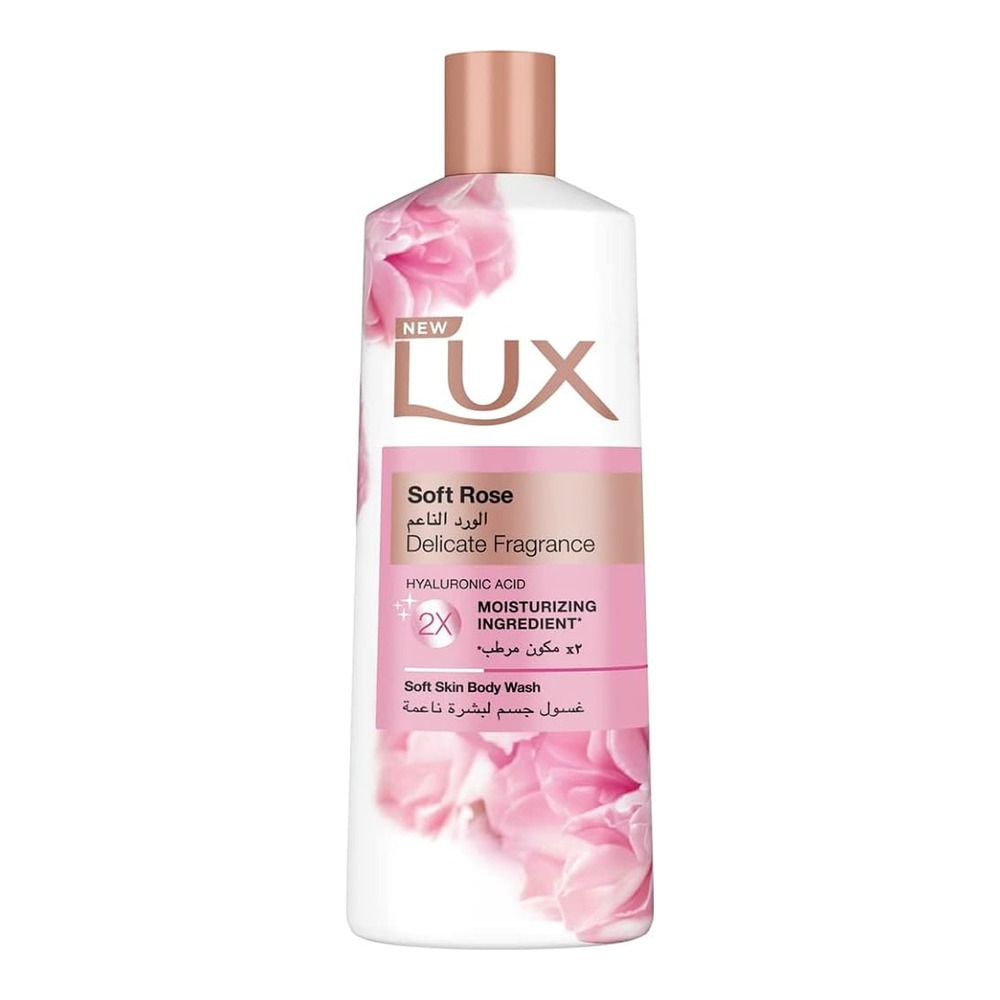 NEW
LUX
Soft Rose
الورد الناعم
Delicate Fragrance
HYALURONIC ACID
2X
MOISTURIZING
INGREDIENT*
x٢ مكون مرطب*
Soft Skin Body Wash
غسول جسم لبشرة ناعمة